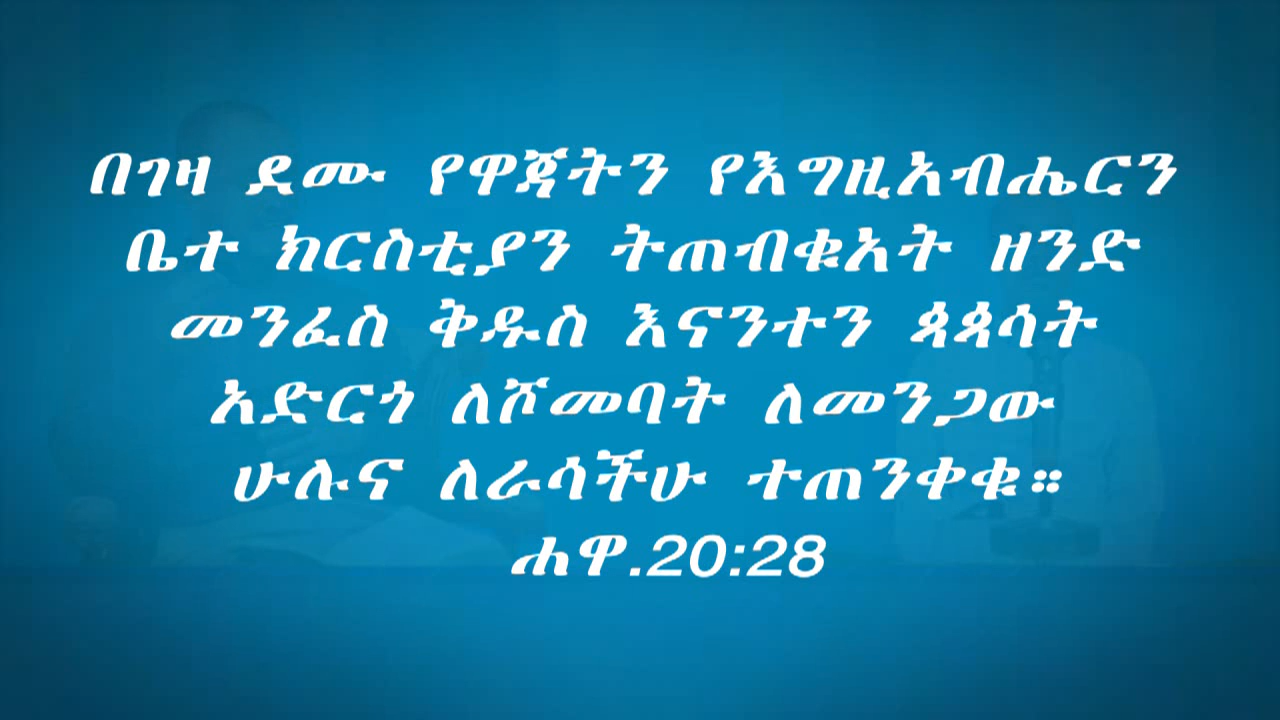 በገዛ ደሙ የዋጃትን የእግዚአብሔርን
ቤተ ክርስቲያን ትጠብቁአት ዘንድ
መንፈስ ቅዱስ እናንተን ጳጳሳት
አድርጎ ለሾመባት ለመንጋው
ሁሉና ለራሳችሁ ተጠንቀቁ።
ሐዋ.20:28